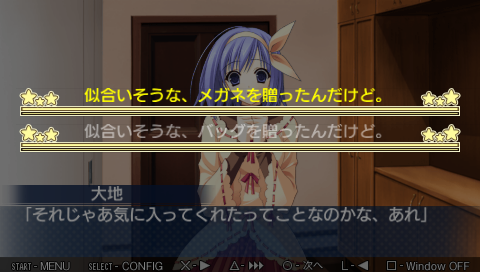 似合いそうな、メガネを贈ったんだけど。
似合いそうな、バッグを贈ったんだけど。
大地
「それじゃあ気に入ってくれたってことなのかな、あれ」
START - MENU SELECT - CONFIG ✕ - ▶ △ - ▶▶▶ ○ - 次へ L - ◀ □ - Window OFF